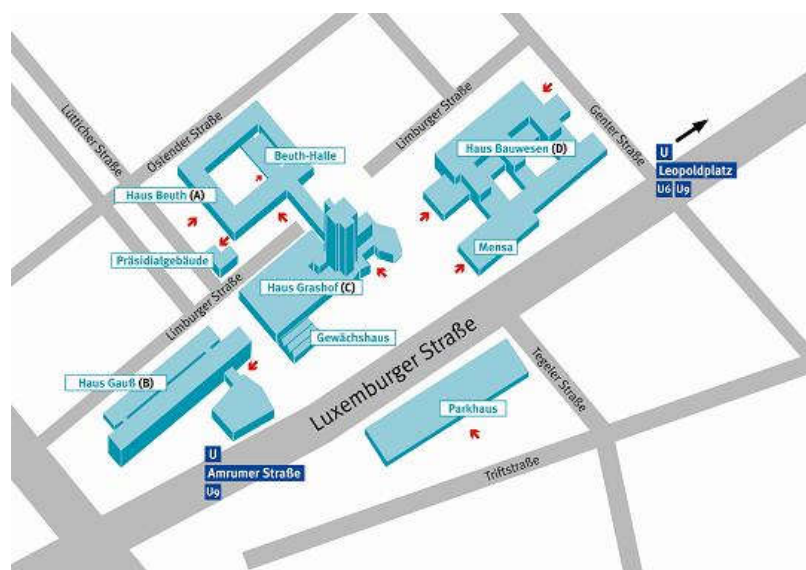 Lütticher Straße
Ostender Straße
Limburger Straße
Genter Straße
Beuth-Halle
Haus Bauwesen (D)
U
Leopoldplatz
U6 U9
Haus Beuth (A)
Mensa
Präsidialgebäude
Limburger Straße
Haus Grashof (C)
Gewächshaus
Luxemburger Straße
Tegeler Straße
Haus Gauß (B)
Parkhaus
U
Amrumer Straße
U9
Triftstraße